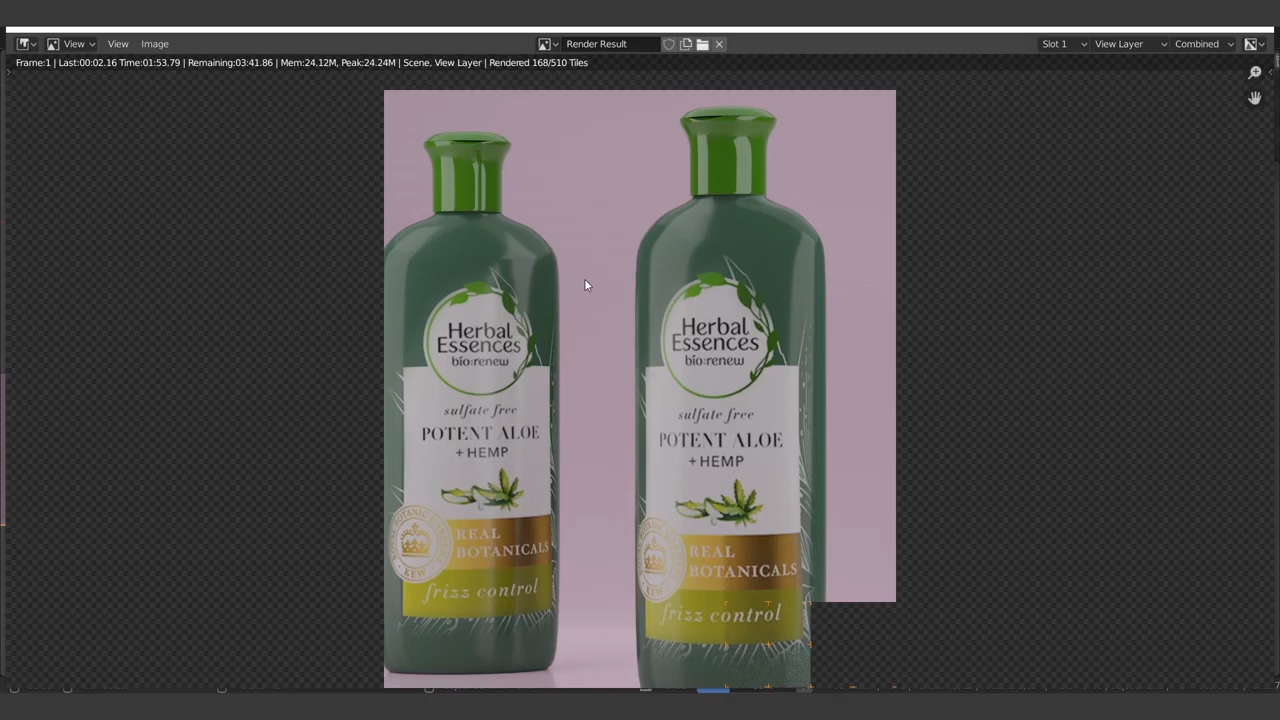 View
View
Image
Render Result
Slot 1
View Layer
Combined
Frame:1 | Last:00:02.16 Time:01:53.79 | Remaining:03:41.86 | Mem:24.12M, Peak:24.24M | Scene, View Layer | Rendered 168/510 Tiles
Herbal
Essences
bio:renew
sulfate free
POTENT ALOE
+HEMP
REAL
BOTANICALS
KEW
frizz control
Herbal
Essences
bio:renew
sulfate free
POTENT ALOE
+HEMP
REAL
BOTANICALS
KEW
frizz control